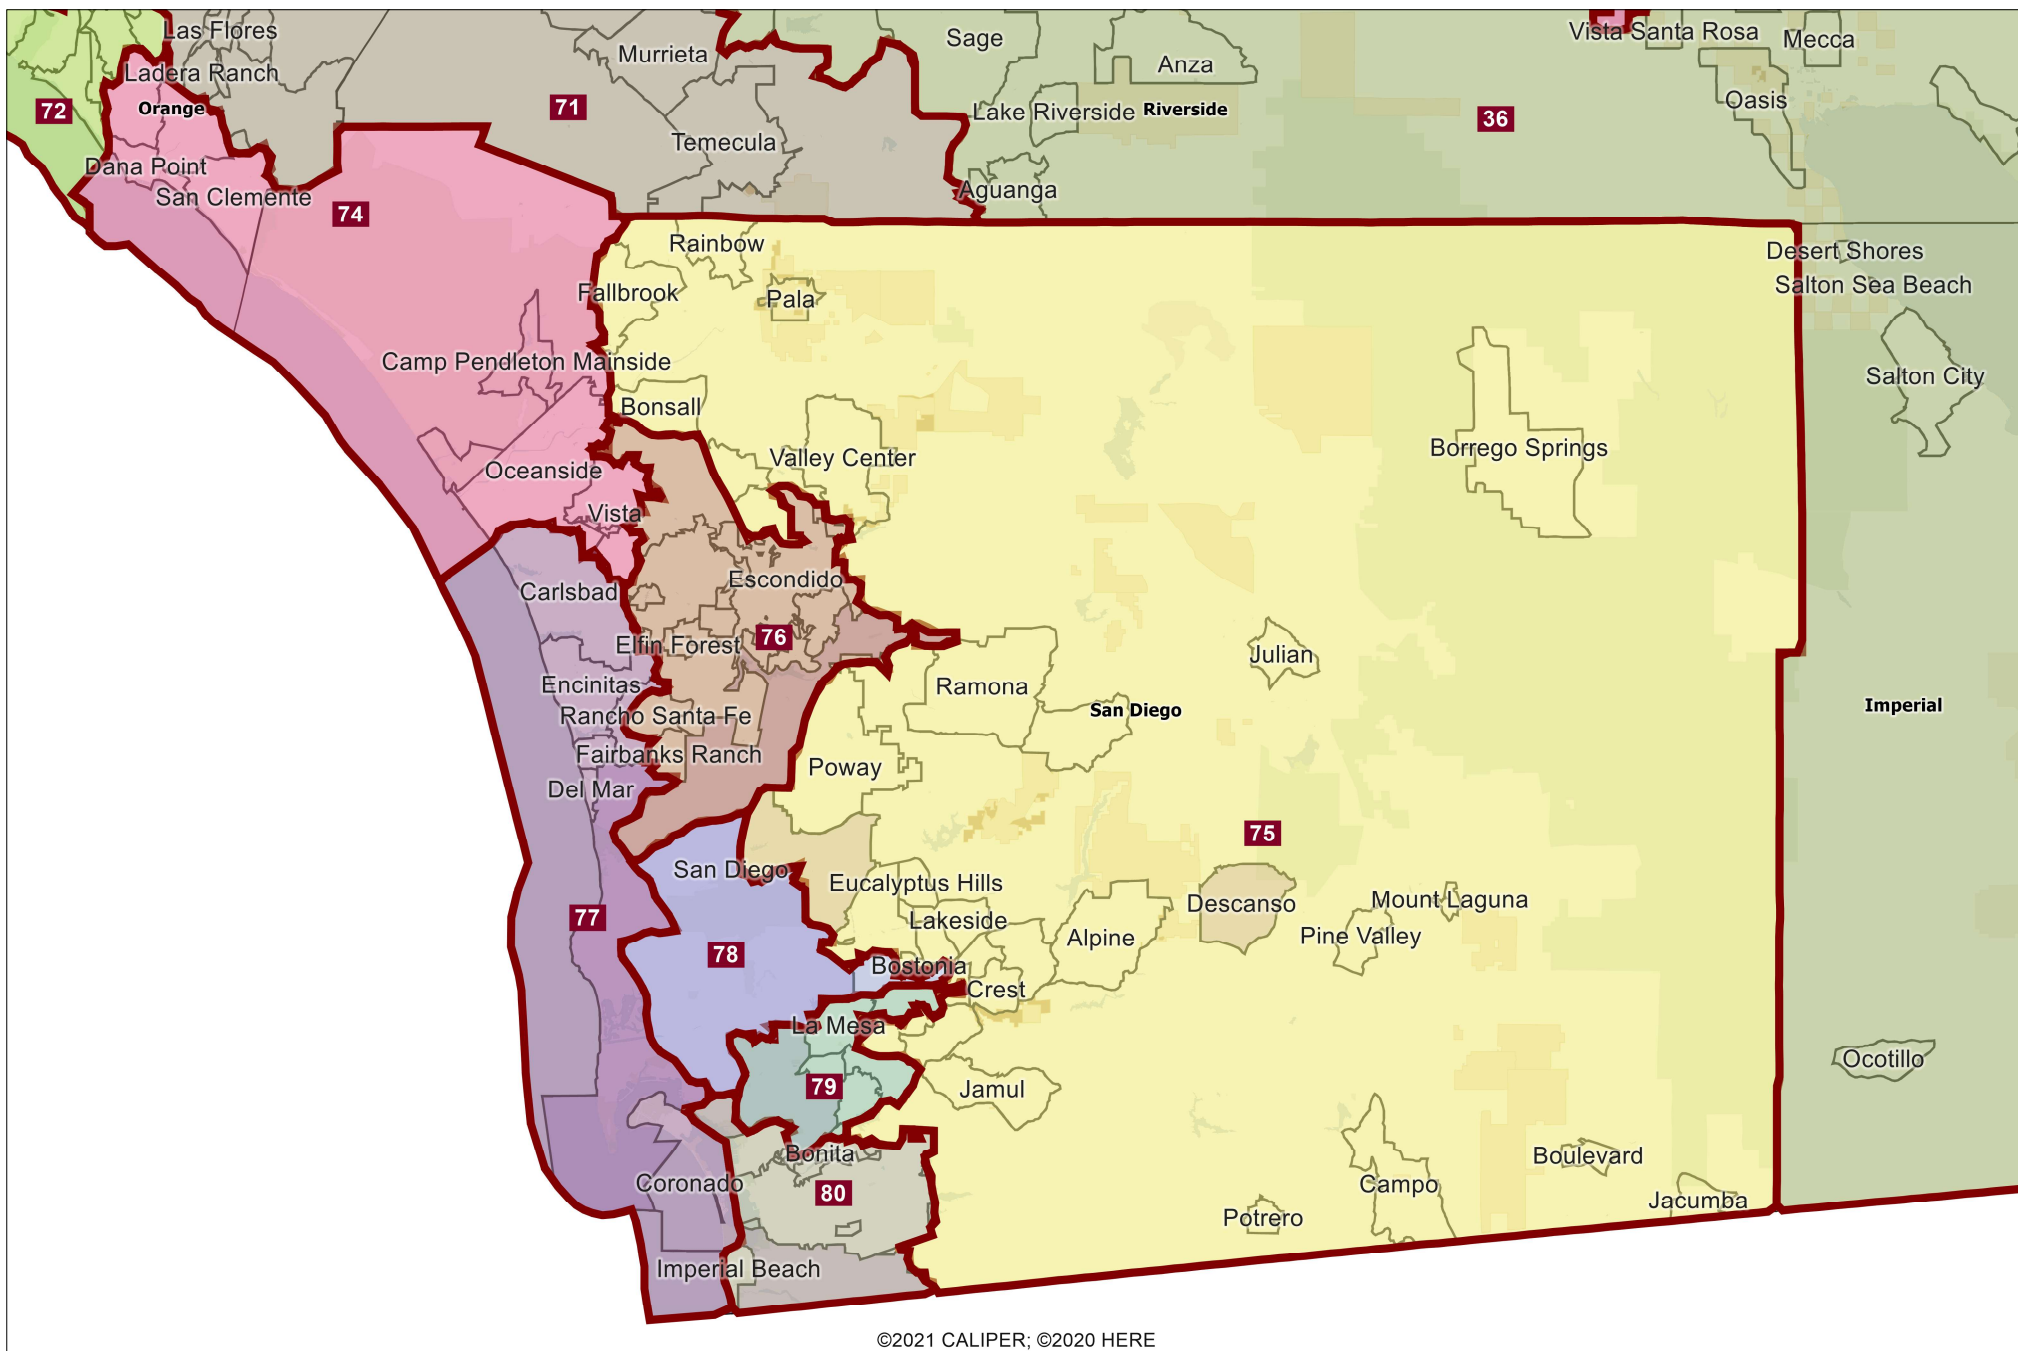 Las Flores
Murrieta
Sage
Anza
Vista Santa Rosa
Mecca
Ladera Ranch
72
Orange
71
Lake Riverside
Riverside
36
Oasis
Temecula
Dana Point
San Clemente
Aguanga
74
Rainbow
Desert Shores
Fallbrook
Pala
Salton Sea Beach
Camp Pendleton Mainside
Salton City
Bonsall
Borrego Springs
Oceanside
Valley Center
Vista
Carlsbad
Escondido
Elfin Forest
76
Julian
Encinitas
Ramona
San Diego
Imperial
Rancho Santa Fe
Fairbanks Ranch
Poway
Del Mar
75
San Diego
Eucalyptus Hills
Descanso
Mount Laguna
77
Lakeside
Alpine
Pine Valley
78
Bostonia
Crest
La Mesa
Ocotillo
79
Jamul
Bonita
Boulevard
Coronado
80
Campo
Jacumba
Potrero
Imperial Beach
©2021 CALIPER; ©2020 HERE